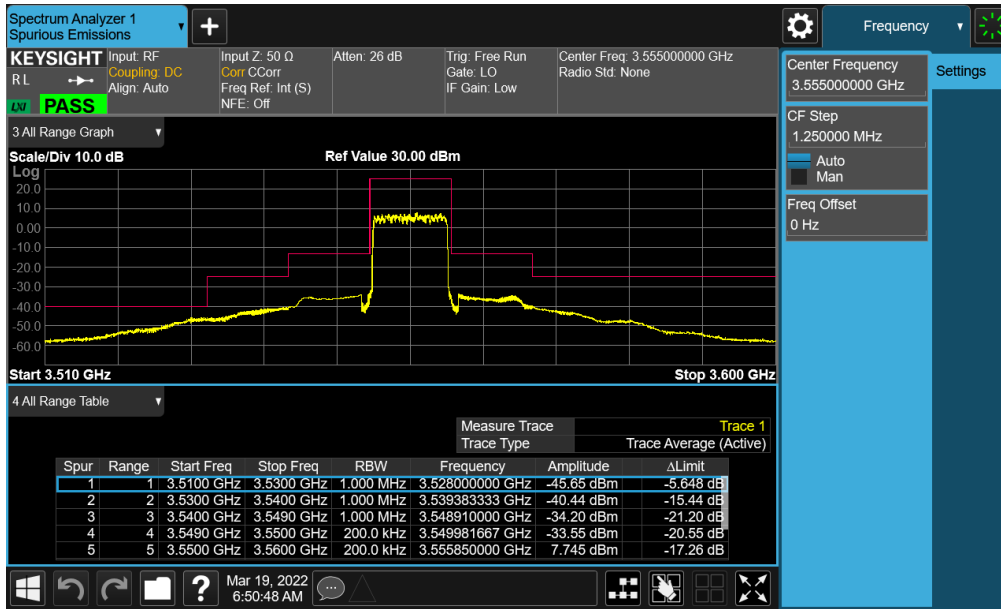 Spectrum Analyzer 1
Spurious Emissions
+
Frequency
KEYSIGHT
R L
LXI
PASS
Input: RF
Coupling: DC
Align: Auto
Input Z: 50 Ω
Corr CCorr
Freq Ref: Int (S)
NFE: Off
Atten: 26 dB
Trig: Free Run
Gate: LO
IF Gain: Low
Center Freq: 3.555000000 GHz
Radio Std: None
Center Frequency
3.555000000 GHz
Settings
CF Step
1.250000 MHz
Auto
Man
Freq Offset
0 Hz
3 All Range Graph
Scale/Div 10.0 dB
Ref Value 30.00 dBm
Log
20.0
10.0
0.00
-10.0
-20.0
-30.0
-40.0
-50.0
-60.0
Start 3.510 GHz
Stop 3.600 GHz
4 All Range Table
Measure Trace Trace 1
Trace Type Trace Average (Active)
Spur Range Start Freq Stop Freq RBW Frequency Amplitude ΔLimit
1 1 3.5100 GHz 3.5300 GHz 1.000 MHz 3.528000000 GHz -45.65 dBm -5.648 dB
2 2 3.5300 GHz 3.5400 GHz 1.000 MHz 3.539383333 GHz -40.44 dBm -15.44 dB
3 3 3.5400 GHz 3.5490 GHz 1.000 MHz 3.548910000 GHz -34.20 dBm -21.20 dB
4 4 3.5490 GHz 3.5500 GHz 200.0 kHz 3.549981667 GHz -33.55 dBm -20.55 dB
5 5 3.5500 GHz 3.5600 GHz 200.0 kHz 3.555850000 GHz 7.745 dBm -17.26 dB
?
Mar 19, 2022
6:50:48 AM